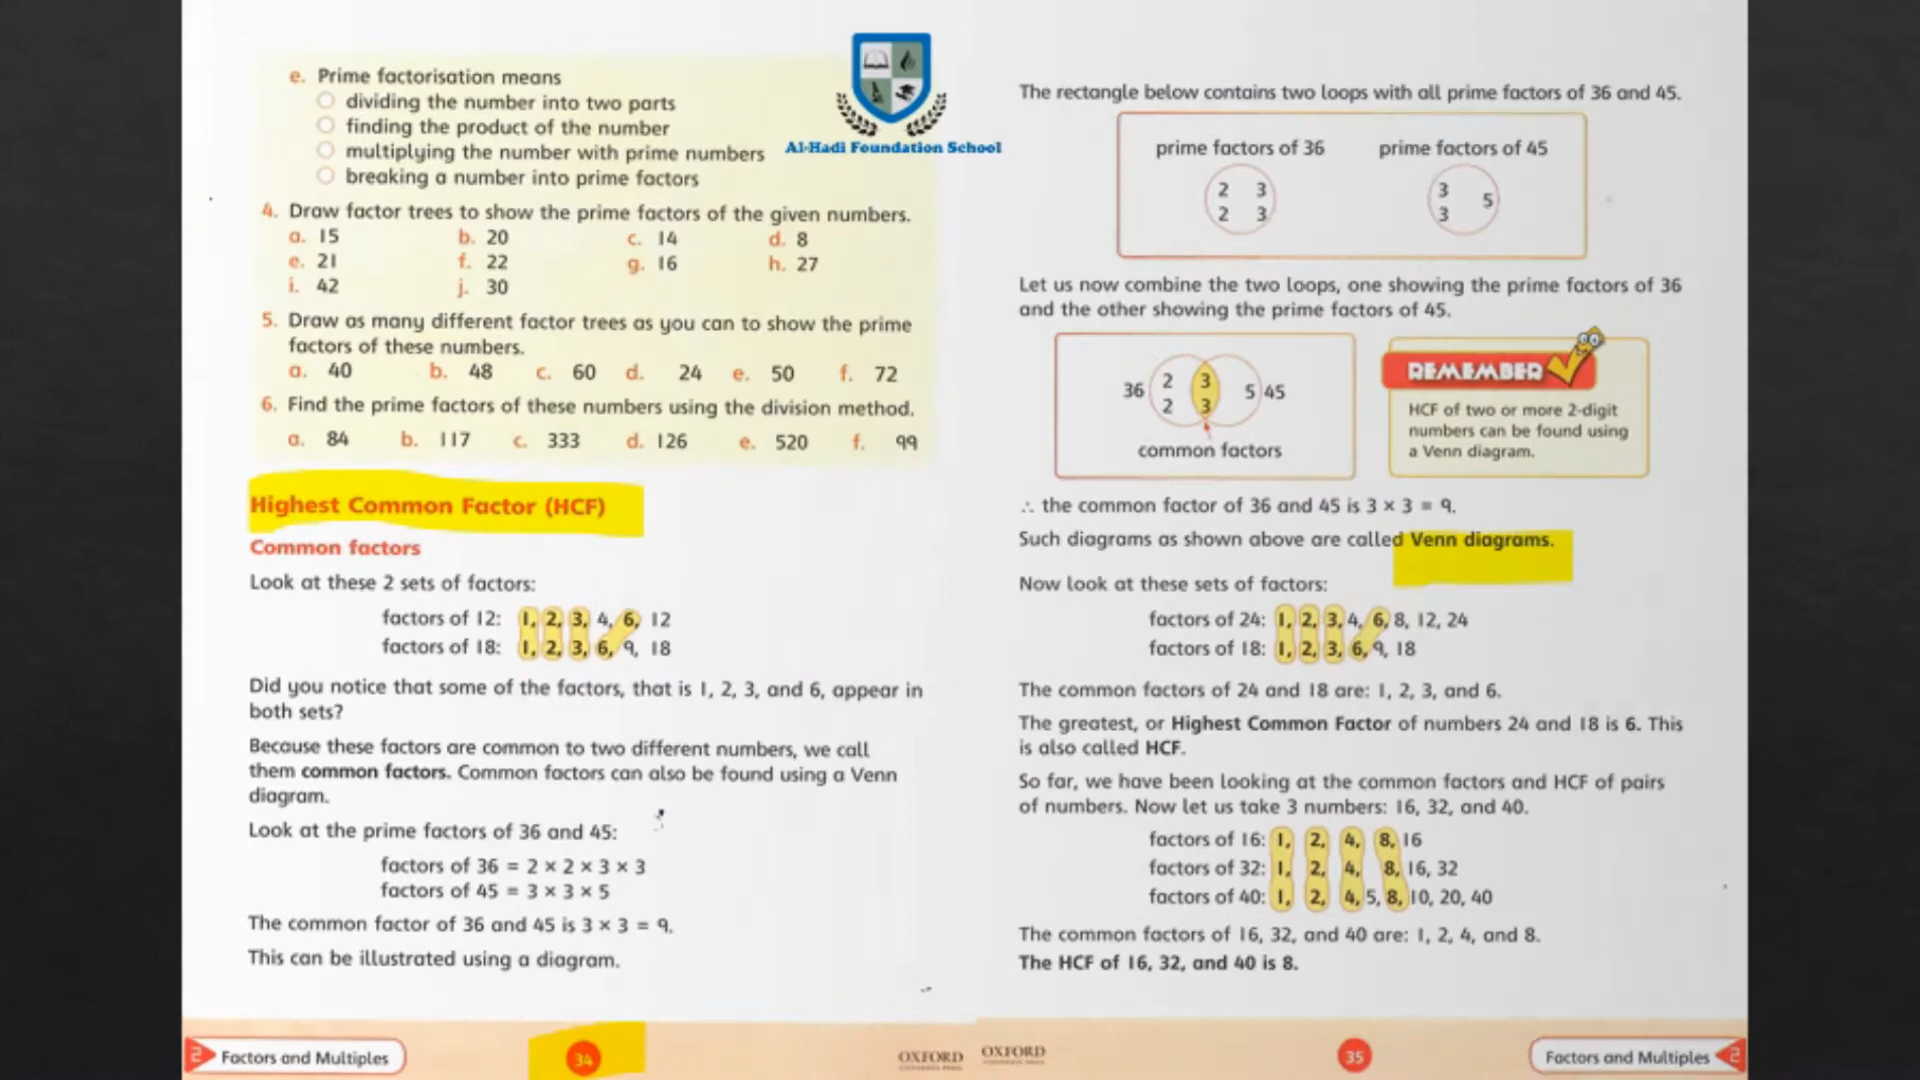 e. Prime factorisation means
dividing the number into two parts
finding the product of the number
multiplying the number with prime numbers
breaking a number into prime factors
4. Draw factor trees to show the prime factors of the given numbers.
a. 15 b. 20 c. 14 d. 8
e. 21 f. 22 g. 16 h. 27
i. 42 j. 30
5. Draw as many different factor trees as you can to show the prime
factors of these numbers.
a. 40 b. 48 c. 60 d. 24 e. 50 f. 72
6. Find the prime factors of these numbers using the division method.
a. 84 b. 117 c. 333 d. 126 e. 520 f. 99
Al-Hadi Foundation School
Highest Common Factor (HCF)
Common factors
Look at these 2 sets of factors:
factors of 12: 1, 2, 3, 4, 6, 12
factors of 18: 1, 2, 3, 6, 9, 18
Did you notice that some of the factors, that is 1, 2, 3, and 6, appear in
both sets?
Because these factors are common to two different numbers, we call
them common factors. Common factors can also be found using a Venn
diagram.
Look at the prime factors of 36 and 45:
factors of 36 = 2 × 2 × 3 × 3
factors of 45 = 3 × 3 × 5
The common factor of 36 and 45 is 3 × 3 = 9.
This can be illustrated using a diagram.
2 Factors and Multiples
34
OXFORD
The rectangle below contains two loops with all prime factors of 36 and 45.
prime factors of 36 prime factors of 45
2 3 3
2 3 3 5
Let us now combine the two loops, one showing the prime factors of 36
and the other showing the prime factors of 45.
36 2 3 5 45
2 3
common factors
REMEMBER
HCF of two or more 2-digit
numbers can be found using
a Venn diagram.
∴ the common factor of 36 and 45 is 3 × 3 = 9.
Such diagrams as shown above are called Venn diagrams.
Now look at these sets of factors:
factors of 24: 1, 2, 3, 4, 6, 8, 12, 24
factors of 18: 1, 2, 3, 6, 9, 18
The common factors of 24 and 18 are: 1, 2, 3, and 6.
The greatest, or Highest Common Factor of numbers 24 and 18 is 6. This
is also called HCF.
So far, we have been looking at the common factors and HCF of pairs
of numbers. Now let us take 3 numbers: 16, 32, and 40.
factors of 16: 1, 2, 4, 8, 16
factors of 32: 1, 2, 4, 8, 16, 32
factors of 40: 1, 2, 4, 5, 8, 10, 20, 40
The common factors of 16, 32, and 40 are: 1, 2, 4, and 8.
The HCF of 16, 32, and 40 is 8.
OXFORD
35
Factors and Multiples 2